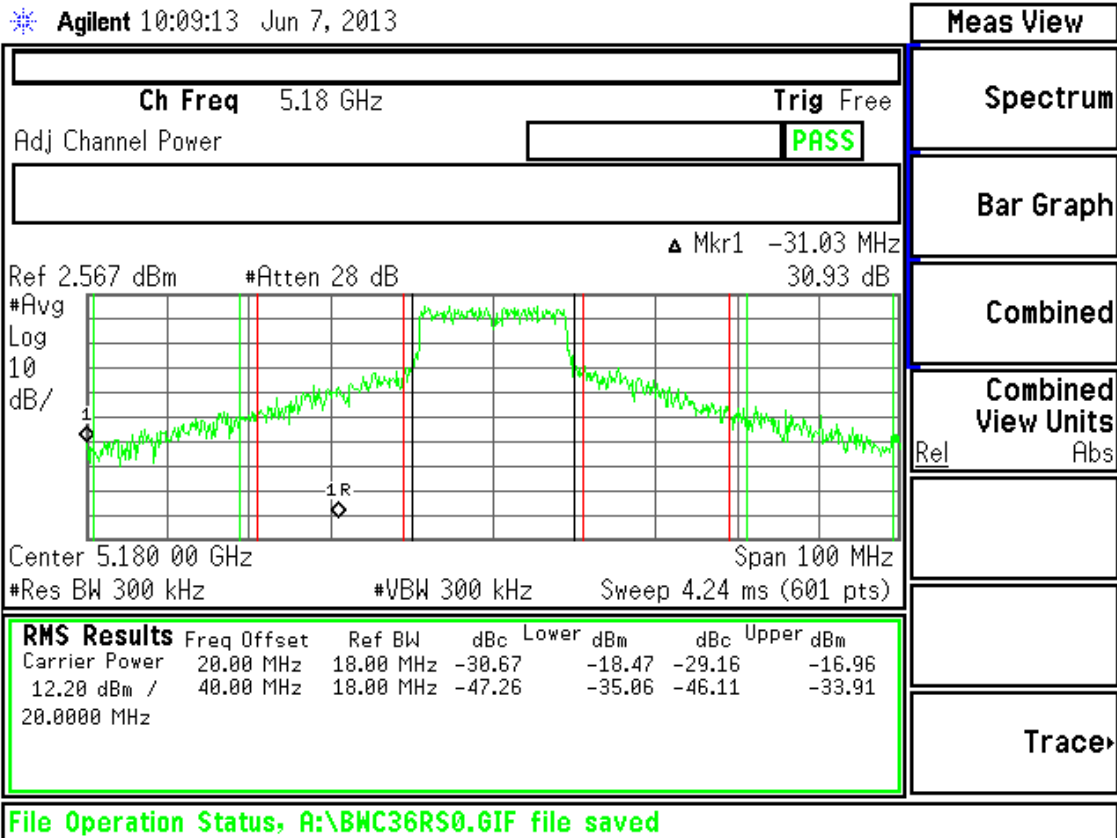 Agilent 10:09:13 Jun 7, 2013
Meas View
Ch Freq 5.18 GHz Trig Free
Adj Channel Power PASS
Δ Mkr1 -31.03 MHz
Ref 2.567 dBm #Atten 28 dB 30.93 dB
#Avg
Log
10
dB/
1
1R
Center 5.180 00 GHz Span 100 MHz
#Res BW 300 kHz #VBW 300 kHz Sweep 4.24 ms (601 pts)
RMS Results Freq Offset Ref BW dBc Lower dBm dBc Upper dBm
Carrier Power 20.00 MHz 18.00 MHz -30.67 -18.47 -29.16 -16.96
12.20 dBm / 40.00 MHz 18.00 MHz -47.26 -35.06 -46.11 -33.91
20.0000 MHz
Spectrum
Bar Graph
Combined
Combined
View Units
Rel Abs
Trace
File Operation Status, A:\BWC36RS0.GIF file saved